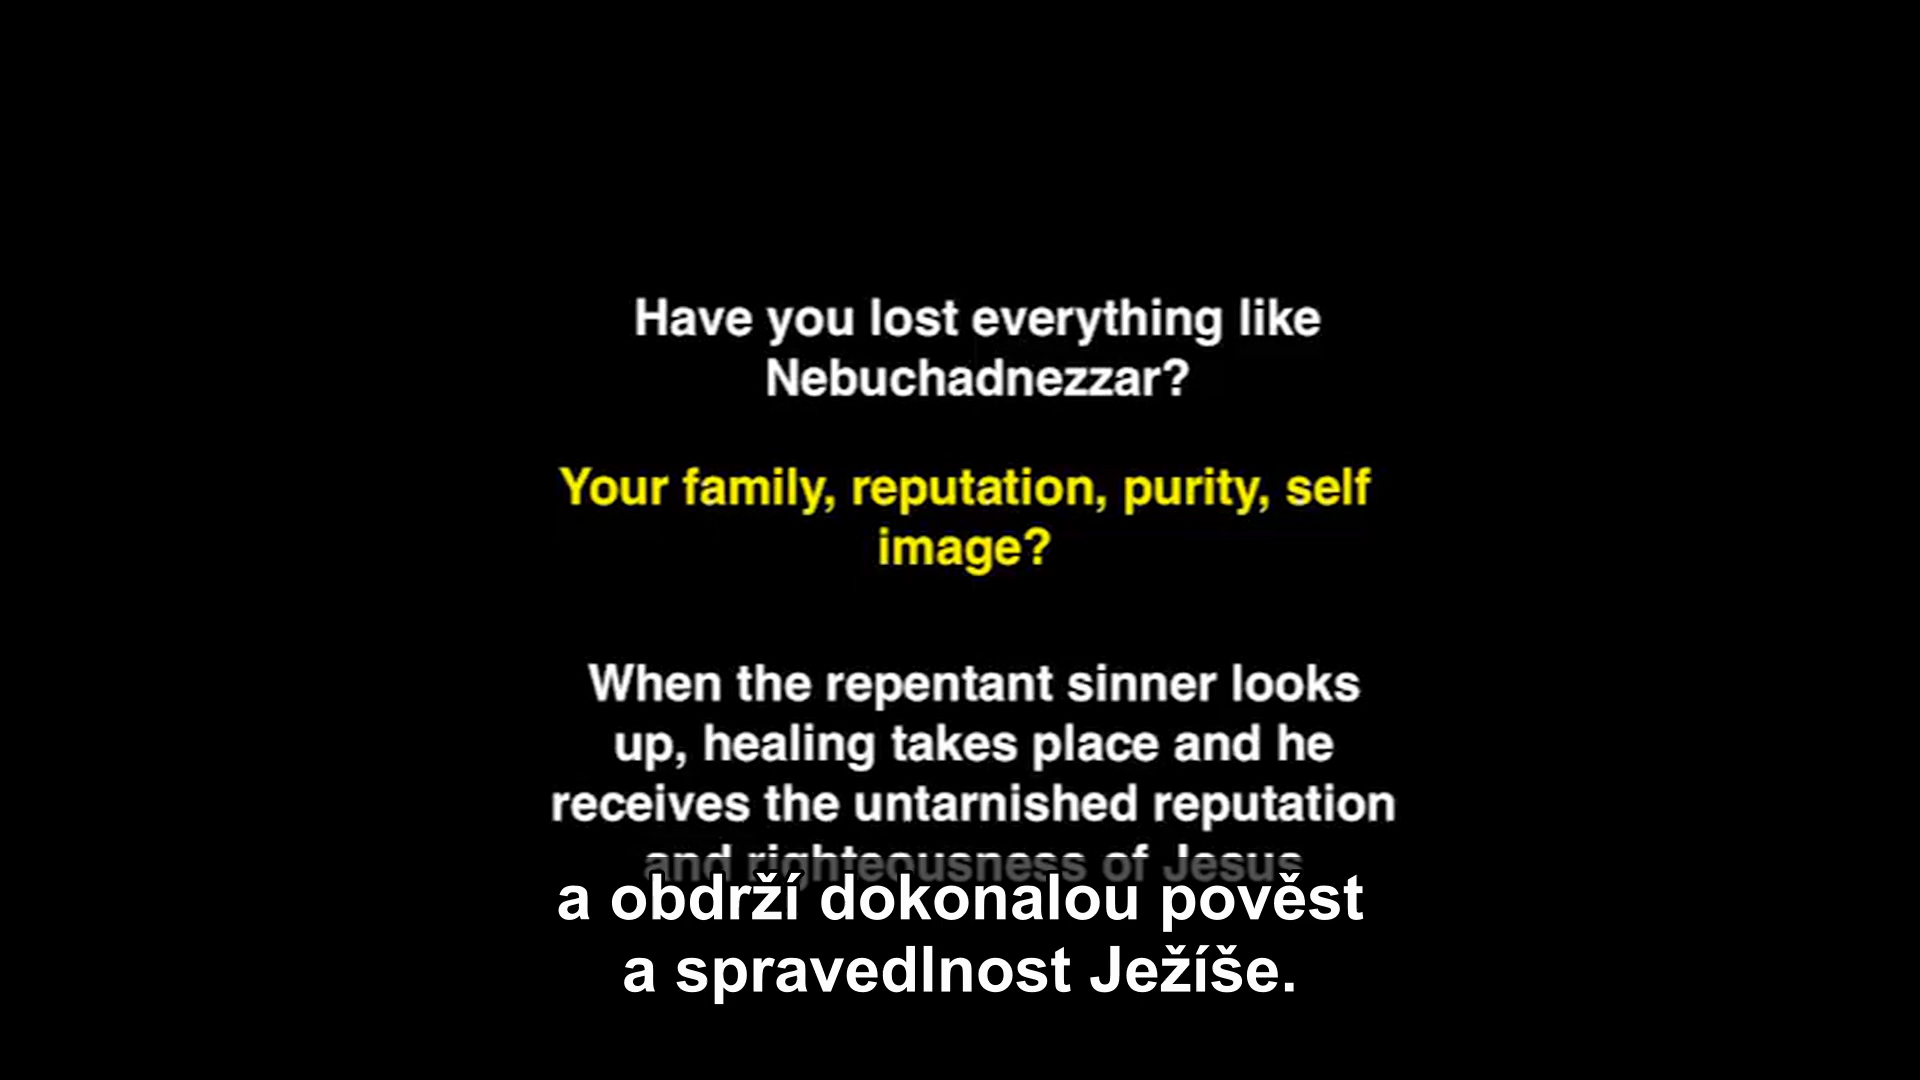 Have you lost everything like
Nebuchadnezzar?
Your family, reputation, purity, self
image?
When the repentant sinner looks
up, healing takes place and he
receives the untarnished reputation
and righteousness of Jesus
a obdrží dokonalou pověst
a spravedlnost Ježíše.